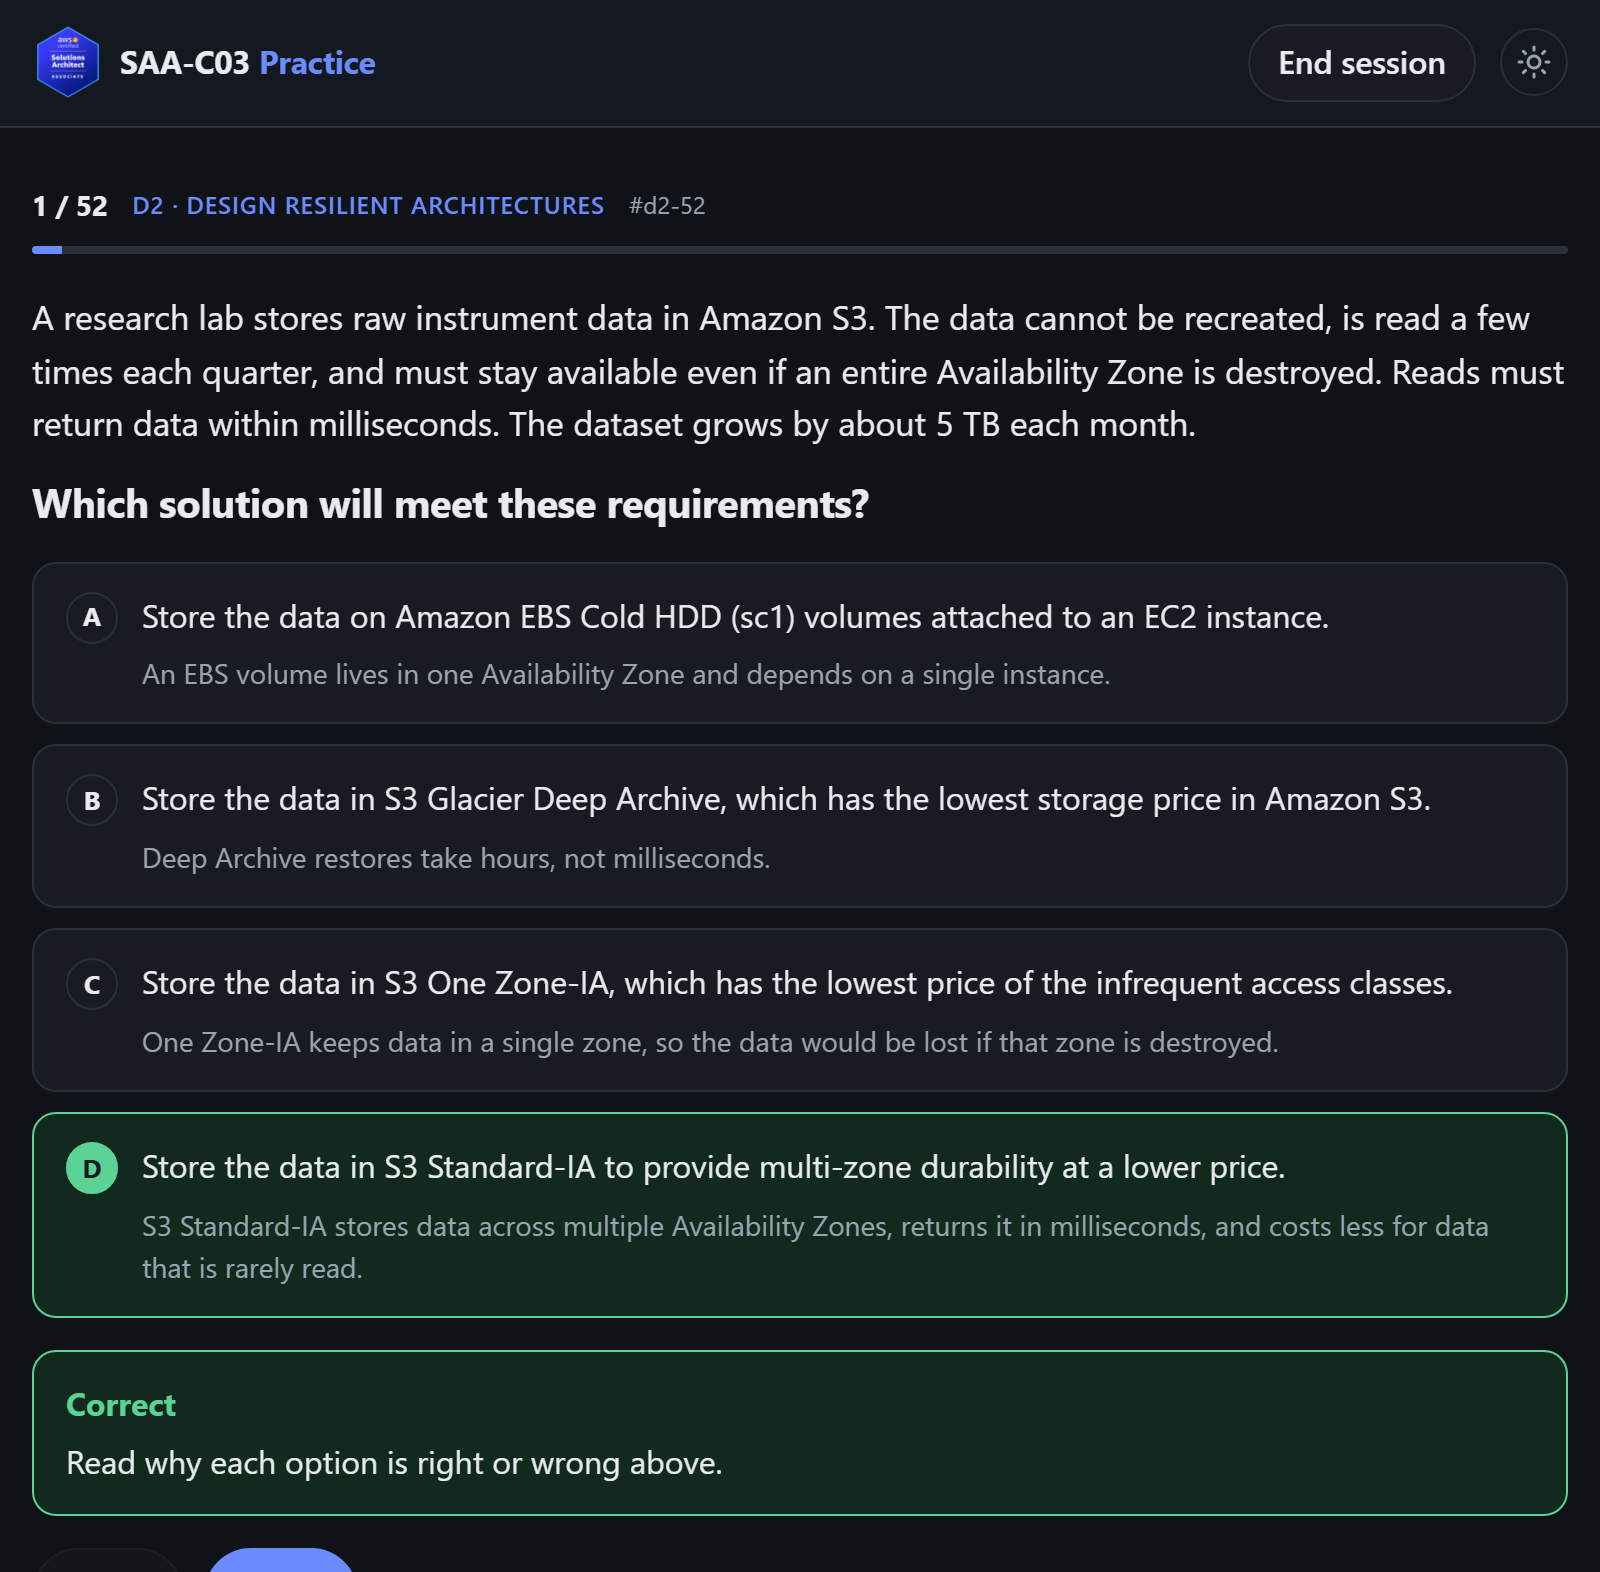 aws
certified
Solutions
Architect
ASSOCIATE
SAA-C03 Practice
End session
1 / 52 D2 · DESIGN RESILIENT ARCHITECTURES #d2-52
A research lab stores raw instrument data in Amazon S3. The data cannot be recreated, is read a few
times each quarter, and must stay available even if an entire Availability Zone is destroyed. Reads must
return data within milliseconds. The dataset grows by about 5 TB each month.
Which solution will meet these requirements?
A Store the data on Amazon EBS Cold HDD (sc1) volumes attached to an EC2 instance.
An EBS volume lives in one Availability Zone and depends on a single instance.
B Store the data in S3 Glacier Deep Archive, which has the lowest storage price in Amazon S3.
Deep Archive restores take hours, not milliseconds.
C Store the data in S3 One Zone-IA, which has the lowest price of the infrequent access classes.
One Zone-IA keeps data in a single zone, so the data would be lost if that zone is destroyed.
D Store the data in S3 Standard-IA to provide multi-zone durability at a lower price.
S3 Standard-IA stores data across multiple Availability Zones, returns it in milliseconds, and costs less for data
that is rarely read.
Correct
Read why each option is right or wrong above.